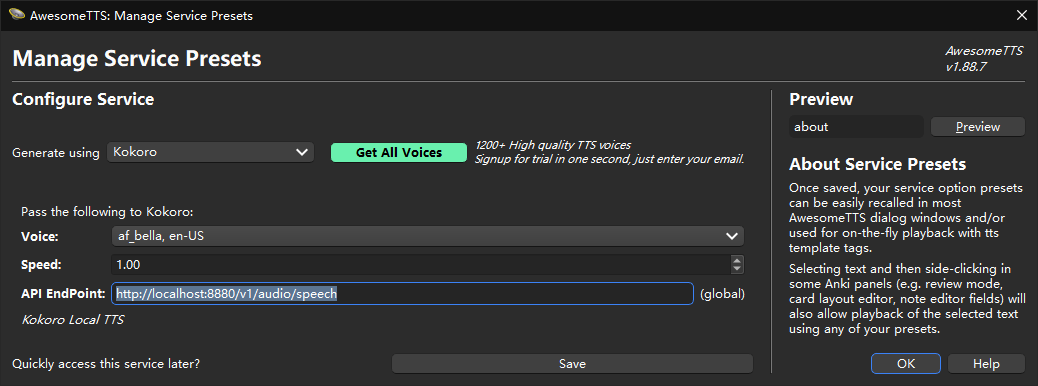 AwesomeTTS: Manage Service Presets
Manage Service Presets
AwesomeTTS
v1.88.7
Configure Service
Generate using
Kokoro
Get All Voices
1200+ High quality TTS voices
Signup for trial in one second, just enter your email.
Pass the following to Kokoro:
Voice:
af_bella, en-US
Speed:
1.00
API EndPoint:
http://localhost:8880/v1/audio/speech
(global)
Kokoro Local TTS
Quickly access this service later?
Save
Preview
about
Preview
About Service Presets
Once saved, your service option presets
can be easily recalled in most
AwesomeTTS dialog windows and/or
used for on-the-fly playback with tts
template tags.
Selecting text and then side-clicking in
some Anki panels (e.g. review mode,
card layout editor, note editor fields) will
also allow playback of the selected text
using any of your presets.
OK
Help